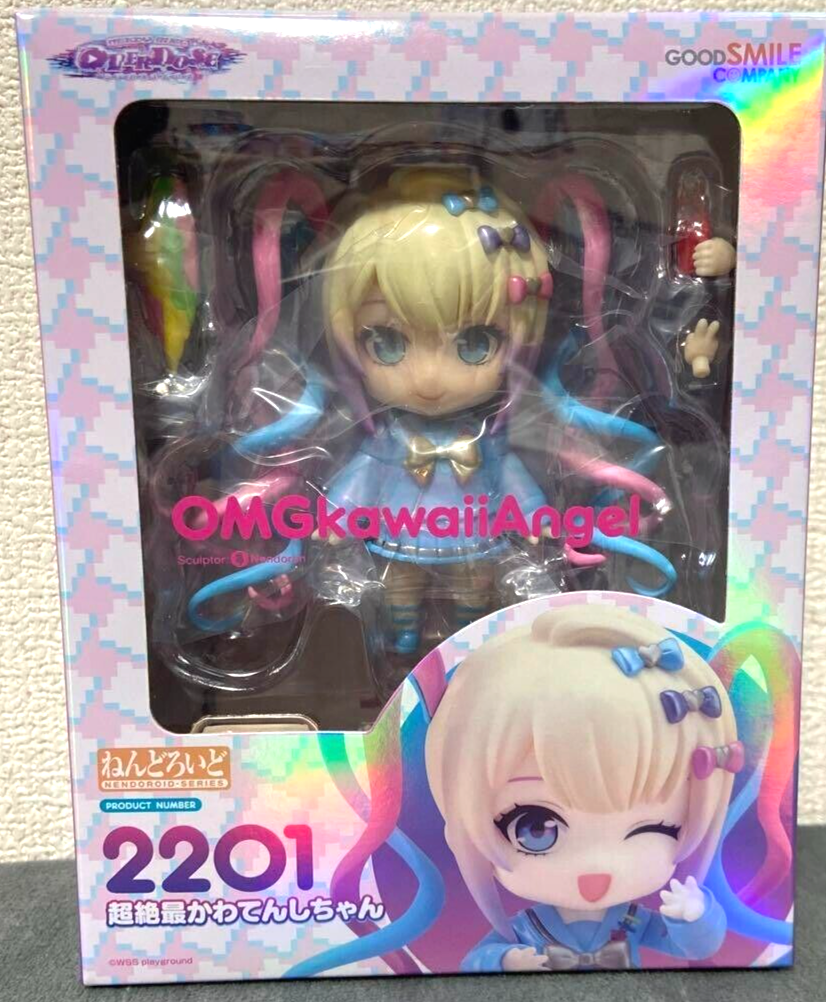 OVERDOSE
GOODSMILE
COMPANY
OMGkawaiiAngel
Sculptor: Nendoron
ねんどろいど
NENDOROID-SERIES
PRODUCT NUMBER
2201
超絶最かわてんしちゃん
©WSS playground